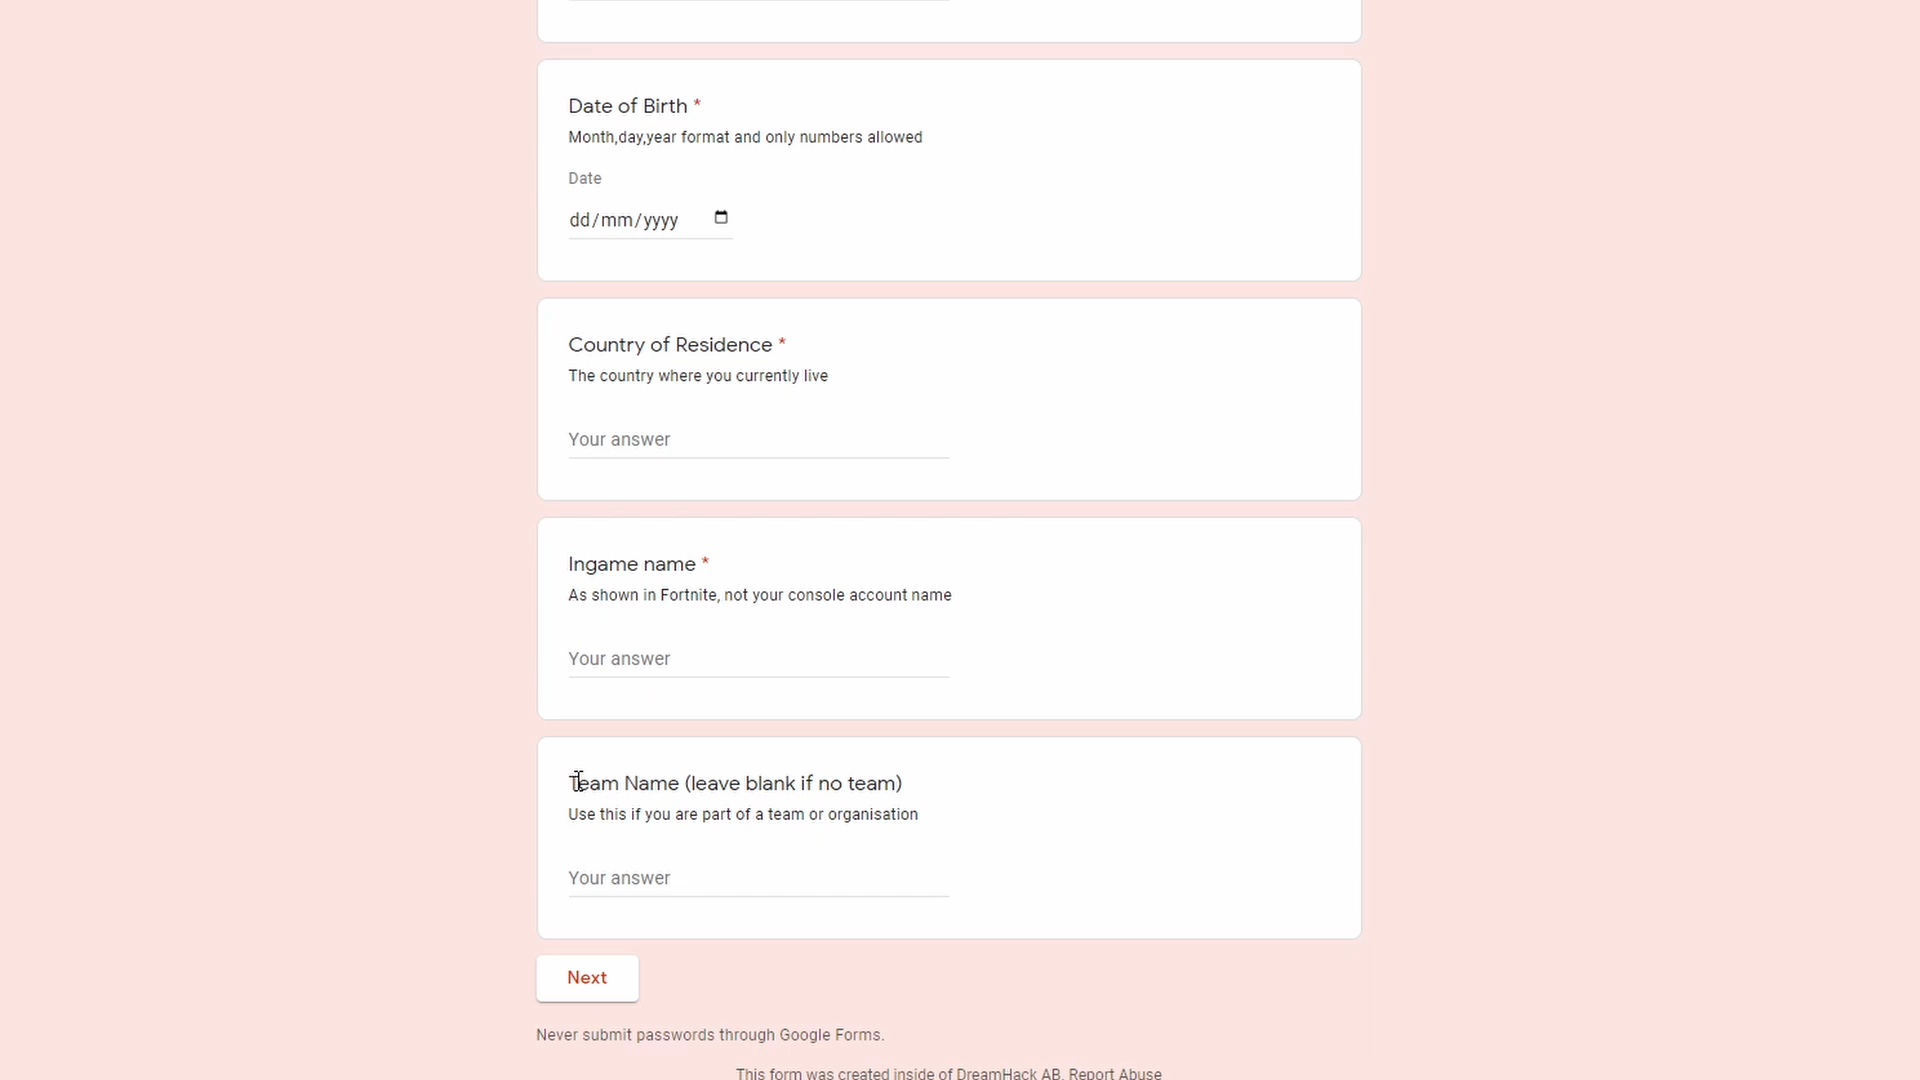 Date of Birth *
Month,day,year format and only numbers allowed
Date
dd/mm/yyyy
Country of Residence *
The country where you currently live
Your answer
Ingame name *
As shown in Fortnite, not your console account name
Your answer
Team Name (leave blank if no team)
Use this if you are part of a team or organisation
Your answer
Next
Never submit passwords through Google Forms.
This form was created inside of DreamHack AB. Report Abuse